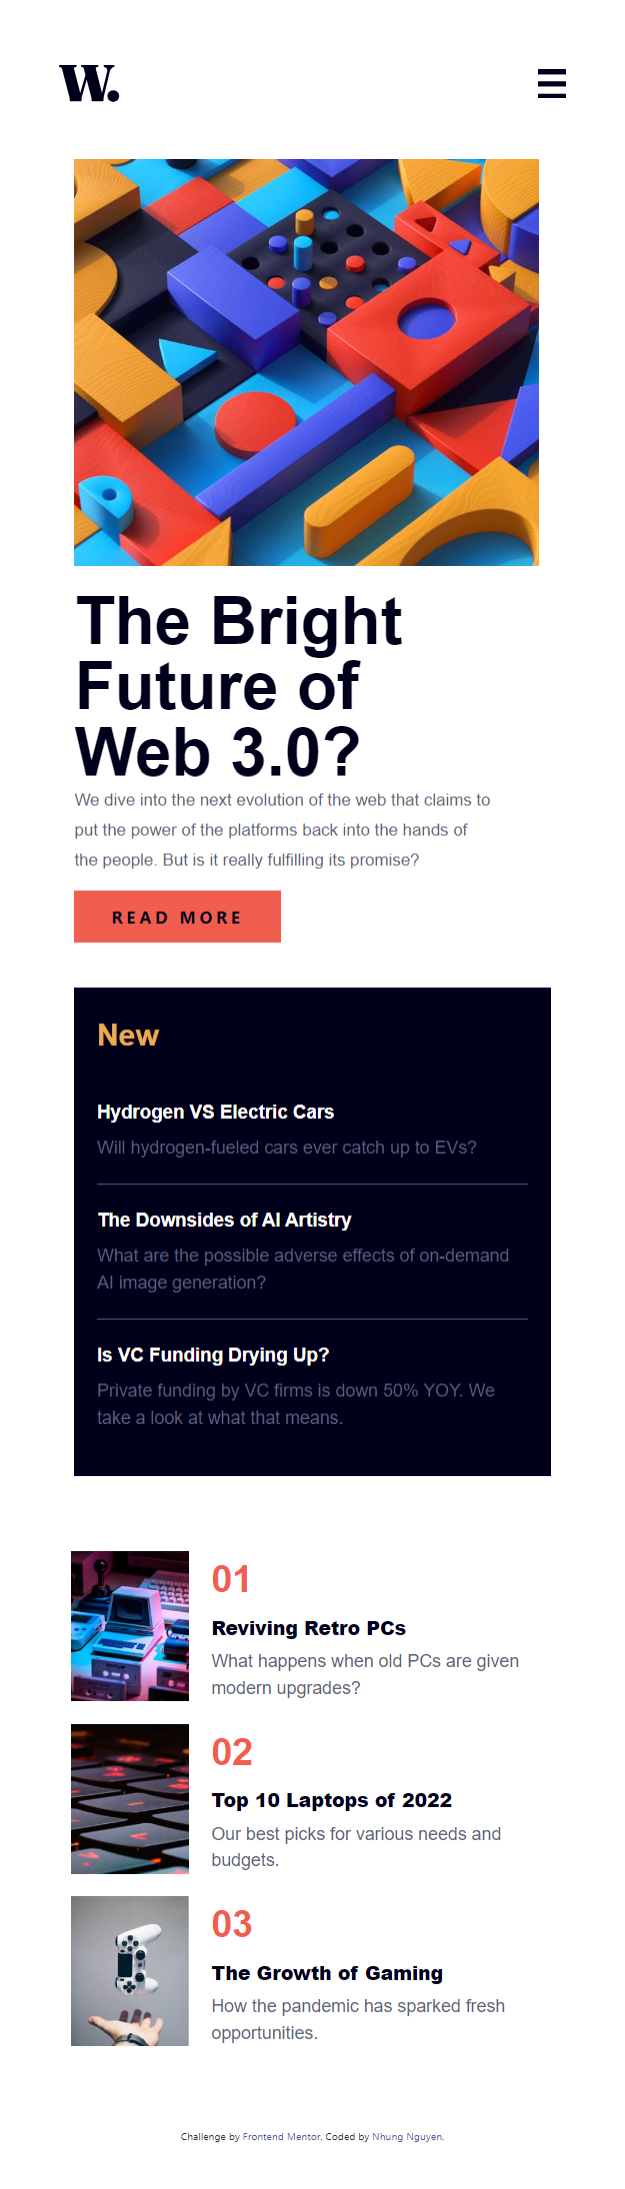 W.
The Bright
Future of
Web 3.0?
We dive into the next evolution of the web that claims to
put the power of the platforms back into the hands of
the people. But is it really fulfilling its promise?
READ MORE
New
Hydrogen VS Electric Cars
Will hydrogen-fueled cars ever catch up to EVs?
The Downsides of AI Artistry
What are the possible adverse effects of on-demand
AI image generation?
Is VC Funding Drying Up?
Private funding by VC firms is down 50% YOY. We
take a look at what that means.
01
Reviving Retro PCs
What happens when old PCs are given
modern upgrades?
02
Top 10 Laptops of 2022
Our best picks for various needs and
budgets.
03
The Growth of Gaming
How the pandemic has sparked fresh
opportunities.
Challenge by Frontend Mentor. Coded by Nhung Nguyen.